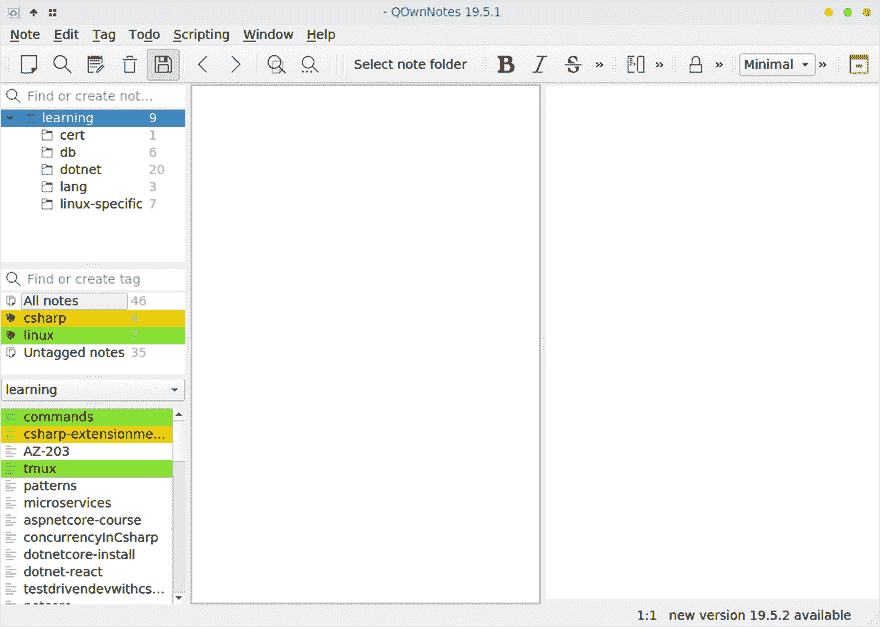 - QOwnNotes 19.5.1
Note Edit Tag Todo Scripting Window Help
Select note folder B I S » » » Minimal »
Find or create not...
learning 9
cert 1
db 6
dotnet 20
lang 3
linux-specific 7
Find or create tag
All notes 46
csharp
linux
Untagged notes 35
learning
commands
csharp-extensionme...
AZ-203
tmux
patterns
microservices
aspnetcore-course
concurrencyInCsharp
dotnetcore-install
dotnet-react
testdrivendevwithcs...
1:1 new version 19.5.2 available